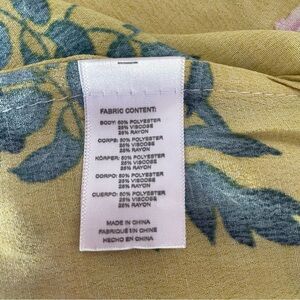 FABRIC CONTENT:
BODY: 50% POLYESTER
25% VISCOSE
25% RAYON
CORPS: 50% POLYESTER
25% VISCOSE
25% RAYON
KÖRPER: 50% POLYESTER
25% VISCOSE
25% RAYON
CORPO: 50% POLYESTER
25% VISCOSE
25% RAYON
CUERPO: 50% POLYESTER
25% VISCOSE
25% RAYON
MADE IN CHINA
FABRIQUÉ EN CHINE
HECHO EN CHINA